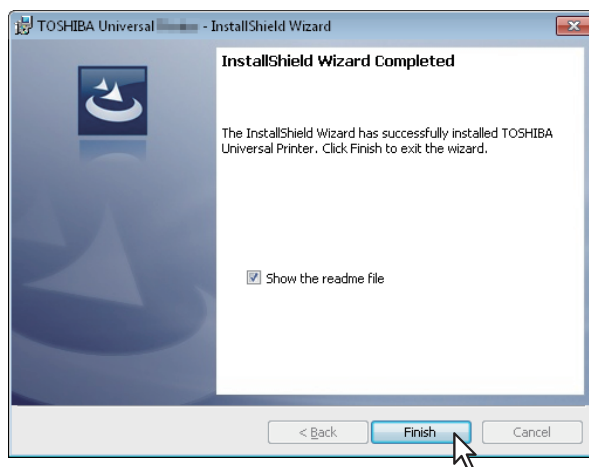 TOSHIBA Universal - InstallShield Wizard
InstallShield Wizard Completed
The InstallShield Wizard has successfully installed TOSHIBA
Universal Printer. Click Finish to exit the wizard.
Show the readme file
< Back
Finish
Cancel